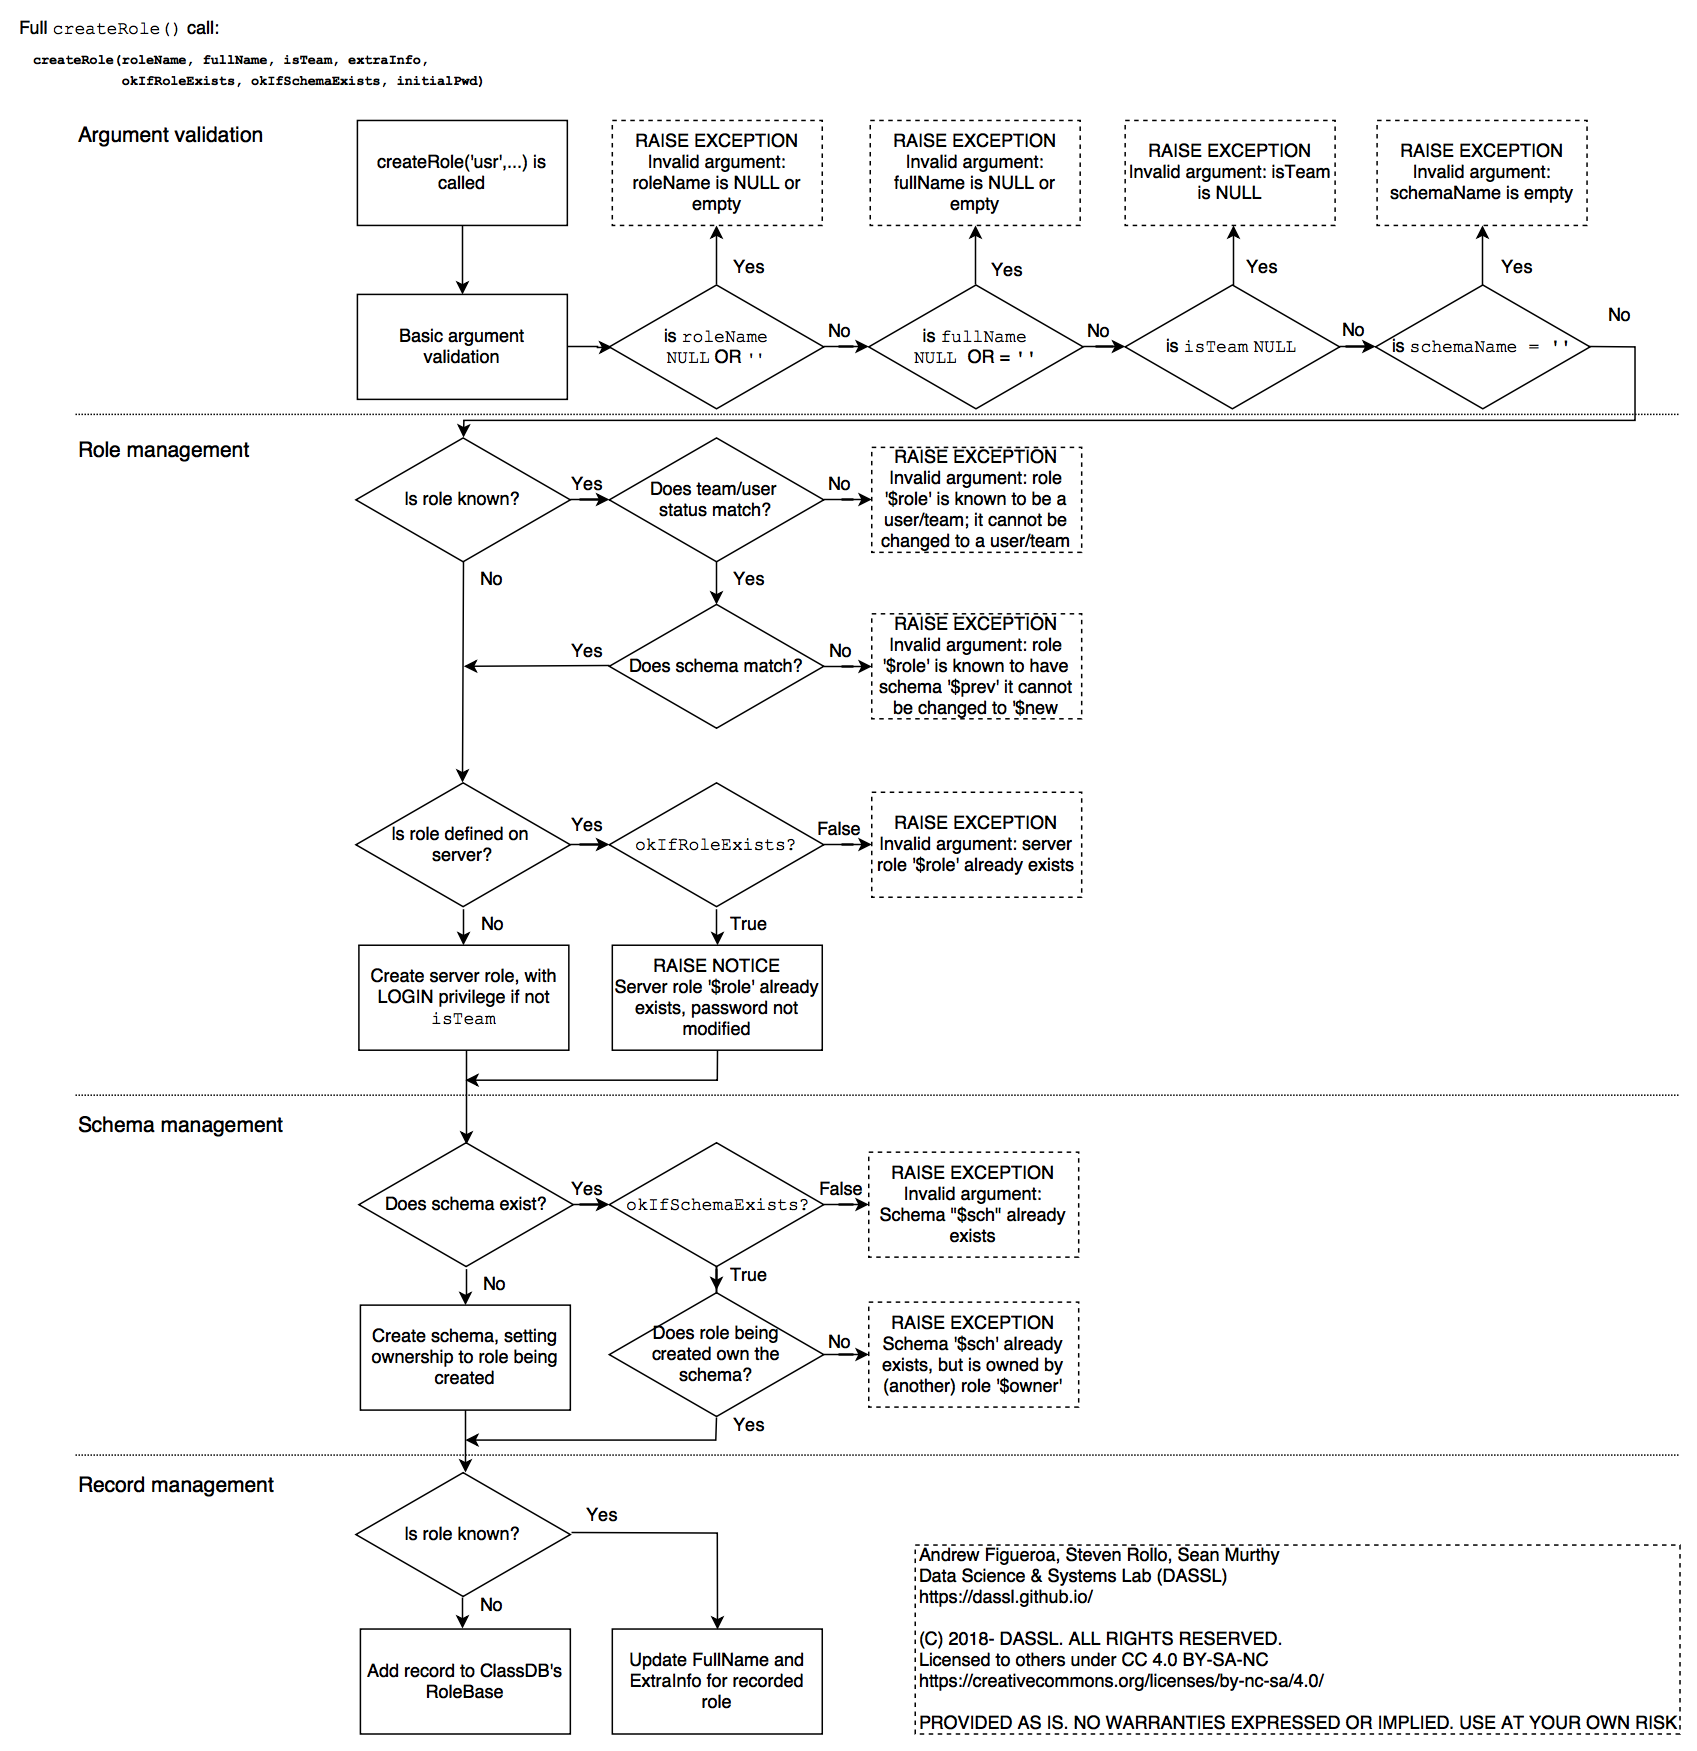 Full createRole() call:
createRole(roleName, fullName, isTeam, extraInfo,
okIfRoleExists, okIfSchemaExists, initialPwd)
Argument validation
createRole('usr',...) is
called
RAISE EXCEPTION
Invalid argument:
roleName is NULL or
empty
RAISE EXCEPTION
Invalid argument:
fullName is NULL or
empty
RAISE EXCEPTION
Invalid argument: isTeam
is NULL
RAISE EXCEPTION
Invalid argument:
schemaName is empty
Yes
Yes
Yes
Yes
Basic argument
validation
is roleName
NULL OR ''
No
is fullName
NULL OR = ''
No
is isTeam NULL
No
is schemaName = ''
No
Role management
Is role known?
Yes
Does team/user
status match?
No
RAISE EXCEPTION
Invalid argument: role
'$role' is known to be a
user/team; it cannot be
changed to a user/team
No
Yes
Yes
Does schema match?
No
RAISE EXCEPTION
Invalid argument: role
'$role' is known to have
schema '$prev' it cannot
be changed to '$new
Is role defined on
server?
Yes
okIfRoleExists?
False
RAISE EXCEPTION
Invalid argument: server
role '$role' already exists
No
True
Create server role, with
LOGIN privilege if not
isTeam
RAISE NOTICE
Server role '$role' already
exists, password not
modified
Schema management
Does schema exist?
Yes
okIfSchemaExists?
False
RAISE EXCEPTION
Invalid argument:
Schema "$sch" already
exists
No
True
Create schema, setting
ownership to role being
created
Does role being
created own the
schema?
No
RAISE EXCEPTION
Schema '$sch' already
exists, but is owned by
(another) role '$owner'
Yes
Record management
Is role known?
Yes
No
Add record to ClassDB's
RoleBase
Update FullName and
ExtraInfo for recorded
role
Andrew Figueroa, Steven Rollo, Sean Murthy
Data Science & Systems Lab (DASSL)
https://dassl.github.io/
(C) 2018- DASSL. ALL RIGHTS RESERVED.
Licensed to others under CC 4.0 BY-SA-NC
https://creativecommons.org/licenses/by-nc-sa/4.0/
PROVIDED AS IS. NO WARRANTIES EXPRESSED OR IMPLIED. USE AT YOUR OWN RISK